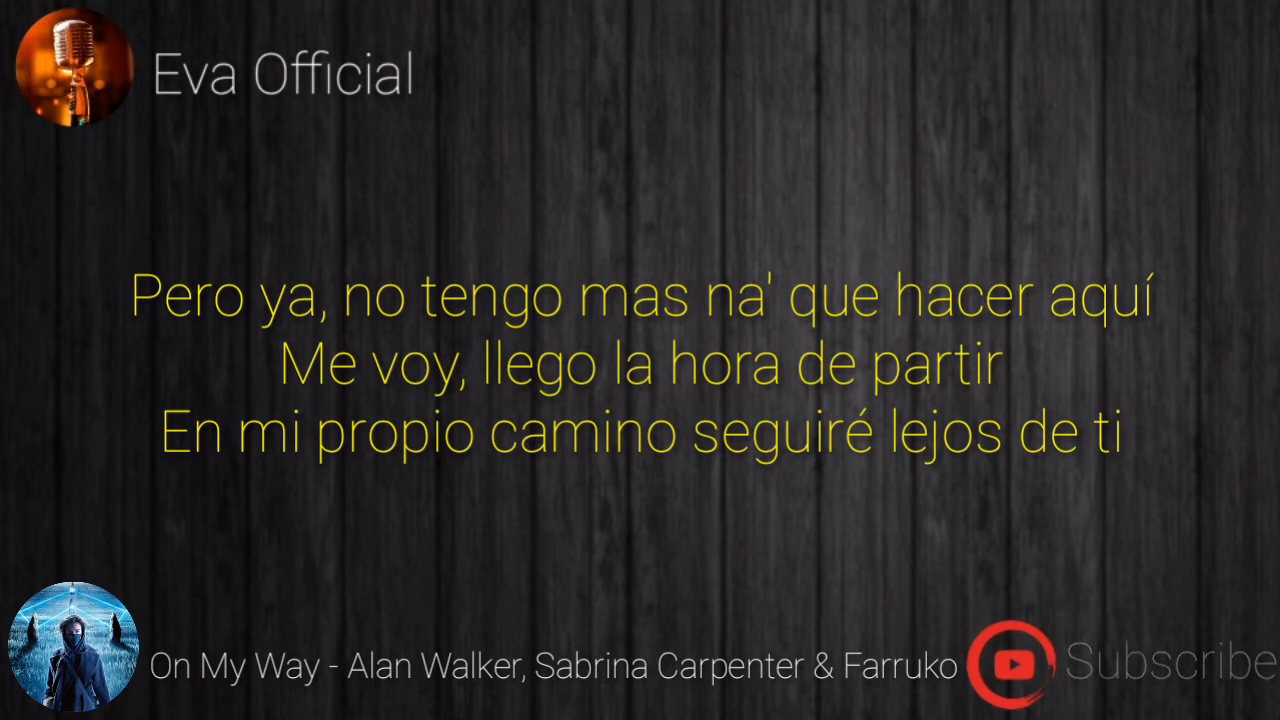 Eva Official
Pero ya, no tengo mas na' que hacer aquí
Me voy, llego la hora de partir
En mi propio camino seguiré lejos de ti
On My Way - Alan Walker, Sabrina Carpenter & Farruko
Subscribe